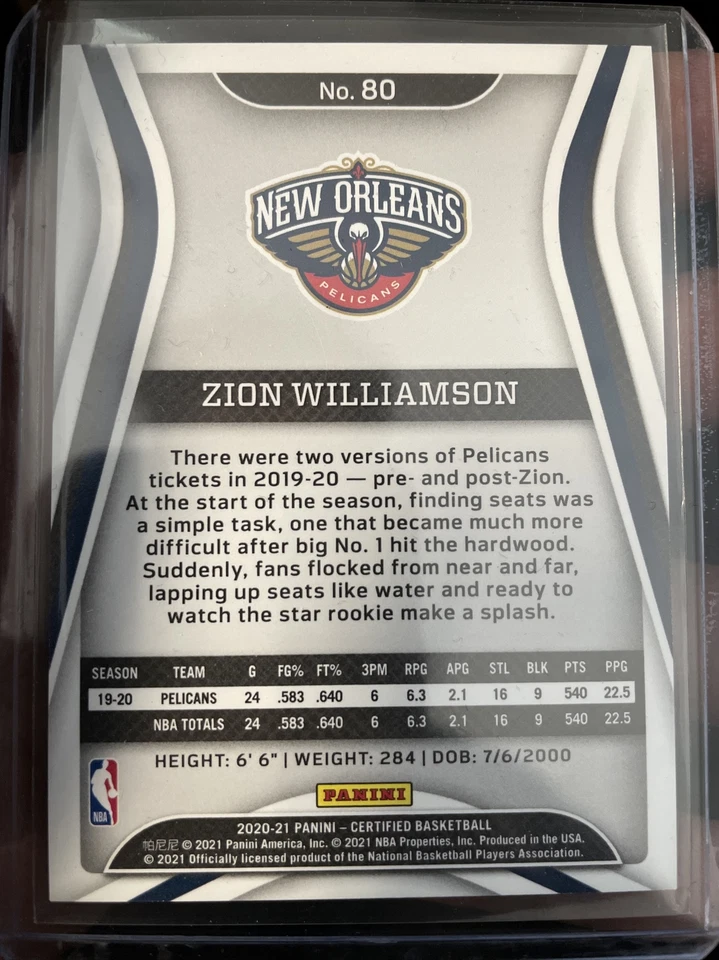 No. 80
NEW ORLEANS
PELICANS
ZION WILLIAMSON
There were two versions of Pelicans
tickets in 2019-20 — pre- and post-Zion.
At the start of the season, finding seats was
a simple task, one that became much more
difficult after big No. 1 hit the hardwood.
Suddenly, fans flocked from near and far,
lapping up seats like water and ready to
watch the star rookie make a splash.
SEASON TEAM G FG% FT% 3PM RPG APG STL BLK PTS PPG
19-20 PELICANS 24 .583 .640 6 6.3 2.1 16 9 540 22.5
NBA TOTALS 24 .583 .640 6 6.3 2.1 16 9 540 22.5
HEIGHT: 6' 6" | WEIGHT: 284 | DOB: 7/6/2000
NBA
PANINI
2020-21 PANINI – CERTIFIED BASKETBALL
帕尼尼 © 2021 Panini America, Inc. © 2021 NBA Properties, Inc. Produced in the USA.
© 2021 Officially licensed product of the National Basketball Players Association.